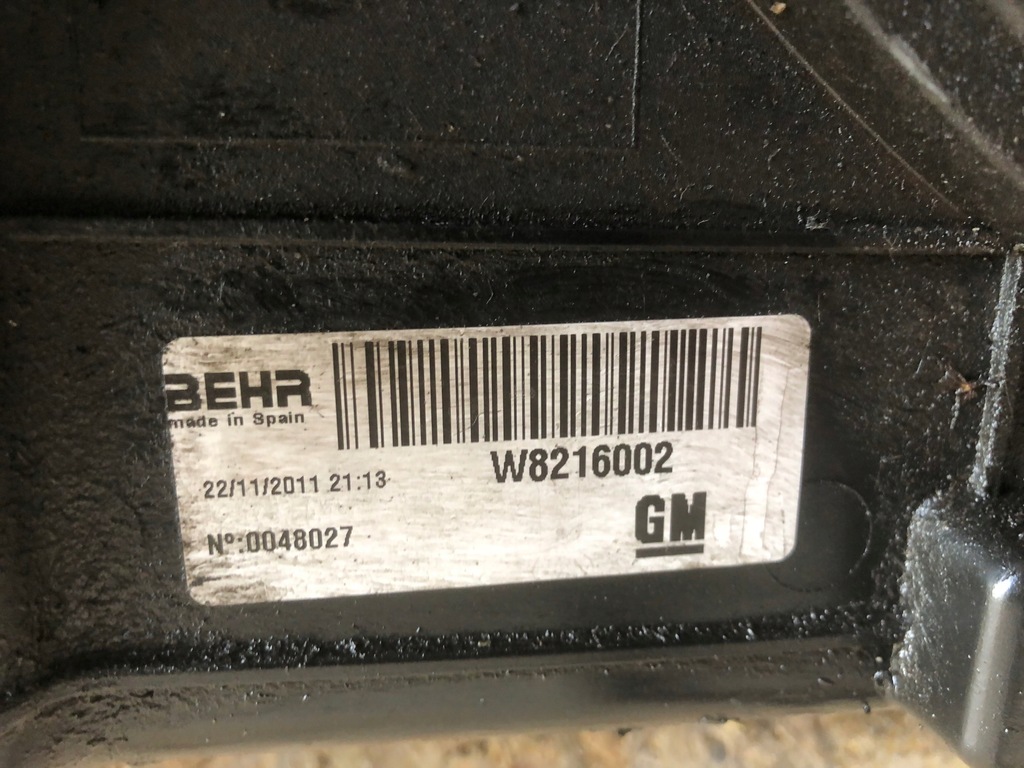 BEHR
made in Spain
W8216002
22/11/2011 21:13
GM
Nº:0048027